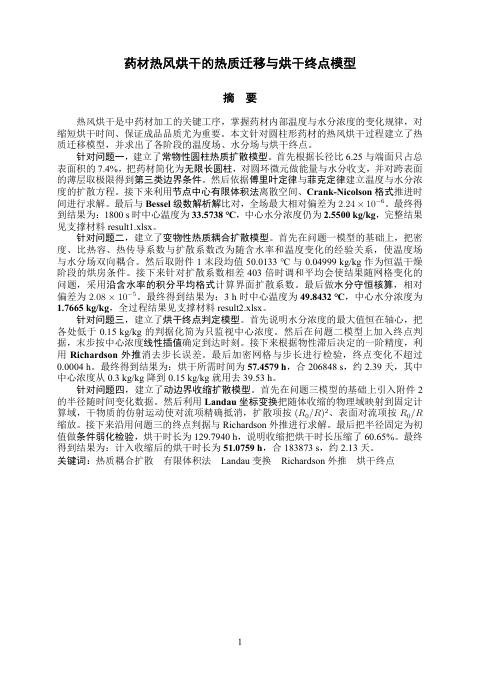 药材热风烘干的热质迁移与烘干终点模型
摘 要
热风烘干是中药材加工的关键工序，掌握药材内部温度与水分浓度的变化规律，对
缩短烘干时间、保证成品品质尤为重要。本文针对圆柱形药材的热风烘干过程建立了热
质迁移模型，并求出了各阶段的温度场、水分场与烘干终点。
针对问题一，建立了常物性圆柱热质扩散模型。首先根据长径比 6.25 与端面只占总
表面积的 7.4%，把药材简化为无限长圆柱，对圆环微元做能量与水分收支，并对跨表面
的薄层取极限得到第三类边界条件。然后依据傅里叶定律与菲克定律建立温度与水分浓
度的扩散方程。接下来利用节点中心有限体积法离散空间、Crank-Nicolson 格式推进时
间进行求解。最后与 Bessel 级数解析解比对，全场最大相对偏差为 2.24 × 10⁻⁶。最终得
到结果为：1800 s 时中心温度为 33.5738 °C，中心水分浓度仍为 2.5500 kg/kg，完整结果
见支撑材料 result1.xlsx。
针对问题二，建立了变物性热质耦合扩散模型。首先在问题一模型的基础上，把密
度、比热容、热传导系数与扩散系数改为随含水率和温度变化的经验关系，使温度场
与水分场双向耦合。然后取附件 1 末段均值 50.0133 °C 与 0.04999 kg/kg 作为恒温干燥
阶段的烘房条件。接下来针对扩散系数相差 403 倍时调和平均会使结果随网格变化的
问题，采用沿含水率的积分平均格式计算界面扩散系数。最后做水分守恒核算，相对
偏差为 2.08 × 10⁻⁵。最终得到结果为：3 h 时中心温度为 49.8432 °C，中心水分浓度为
1.7665 kg/kg，全过程结果见支撑材料 result2.xlsx。
针对问题三，建立了烘干终点判定模型。首先说明水分浓度的最大值恒在轴心，把
各处低于 0.15 kg/kg 的判据化简为只监视中心浓度。然后在问题二模型上加入终点判
据，末步按中心浓度线性插值确定到达时刻。接下来根据物性滞后决定的一阶精度，利
用 Richardson 外推消去步长误差。最后加密网格与步长进行检验，终点变化不超过
0.0004 h。最终得到结果为：烘干所需时间为 57.4579 h，合 206848 s，约 2.39 天，其中
中心浓度从 0.3 kg/kg 降到 0.15 kg/kg 就用去 39.53 h。
针对问题四，建立了动边界收缩扩散模型 。首先在问题三模型的基础上引入附件 2
的半径随时间变化数据。然后利用 Landau 坐标变换把随体收缩的物理域映射到固定计
算域，干物质的仿射运动使对流项精确抵消，扩散项按 (R₀/R)²、表面对流项按 R₀/R
缩放。接下来沿用问题三的终点判据与 Richardson 外推进行求解。最后把半径固定为初
值做条件弱化检验，烘干时长为 129.7940 h，说明收缩把烘干时长压缩了 60.65%。最终
得到结果为：计入收缩后的烘干时长为 51.0759 h，合 183873 s，约 2.13 天。
关键词：热质耦合扩散 有限体积法 Landau 变换 Richardson 外推 烘干终点
1